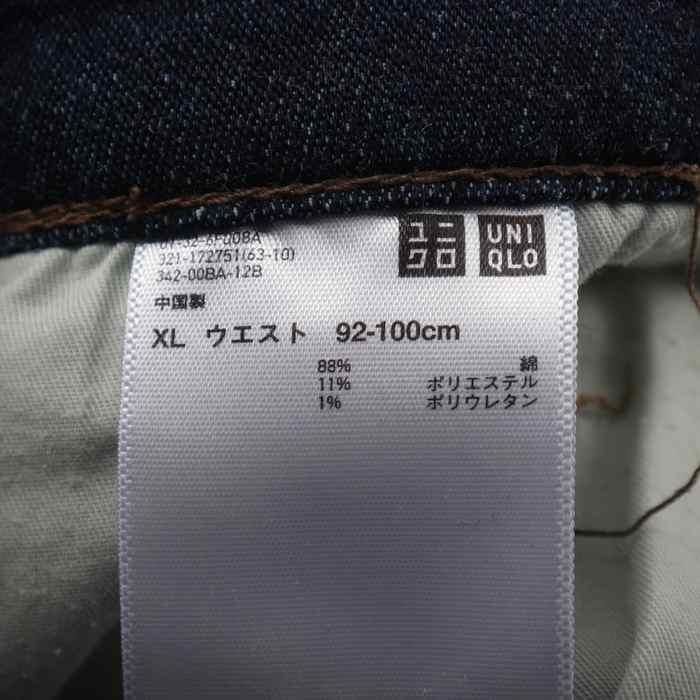 321-172751(63-10)
342-00BA-12B
ユニ
クロ
UNI
QLO
中国製
XL ウエスト 92-100cm
88% 綿
11% ポリエステル
1% ポリウレタン